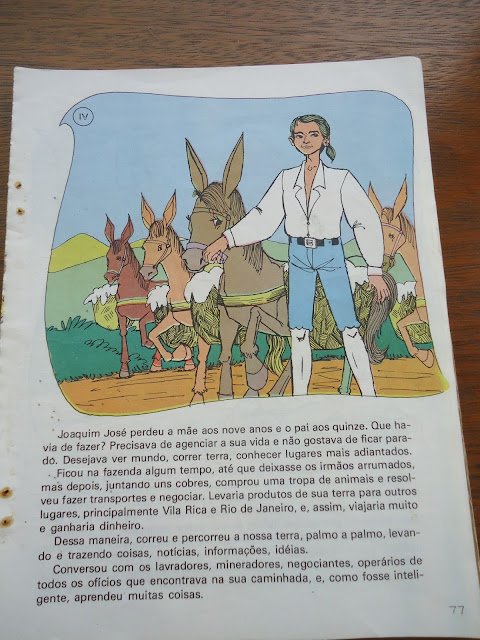 IV
Joaquim José perdeu a mãe aos nove anos e o pai aos quinze. Que ha-
via de fazer? Precisava de agenciar a sua vida e não gostava de ficar para-
do. Desejava ver mundo, correr terra, conhecer lugares mais adiantados.
Ficou na fazenda algum tempo, até que deixasse os irmãos arrumados,
mas depois, juntando uns cobres, comprou uma tropa de animais e resol-
veu fazer transportes e negociar. Levaria produtos de sua terra para outros
lugares, principalmente Vila Rica e Rio de Janeiro, e, assim, viajaria muito
e ganharia dinheiro.
Dessa maneira, correu e percorreu a nossa terra, palmo a palmo, levan-
do e trazendo coisas, notícias, informações, idéias.
Conversou com os lavradores, mineradores, negociantes, operários de
todos os ofícios que encontrava na sua caminhada, e, como fosse inteli-
gente, aprendeu muitas coisas.
77